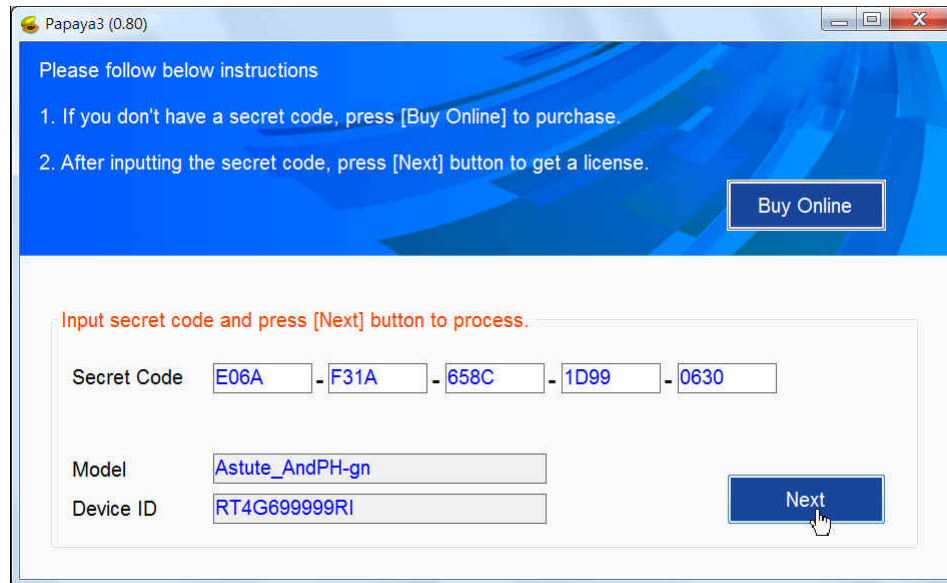 Papaya3 (0.80)
Please follow below instructions
1. If you don't have a secret code, press [Buy Online] to purchase.
2. After inputting the secret code, press [Next] button to get a license.
Buy Online
Input secret code and press [Next] button to process.
Secret Code E06A - F31A - 658C - 1D99 - 0630
Model Astute_AndPH-gn
Device ID RT4G699999RI
Next